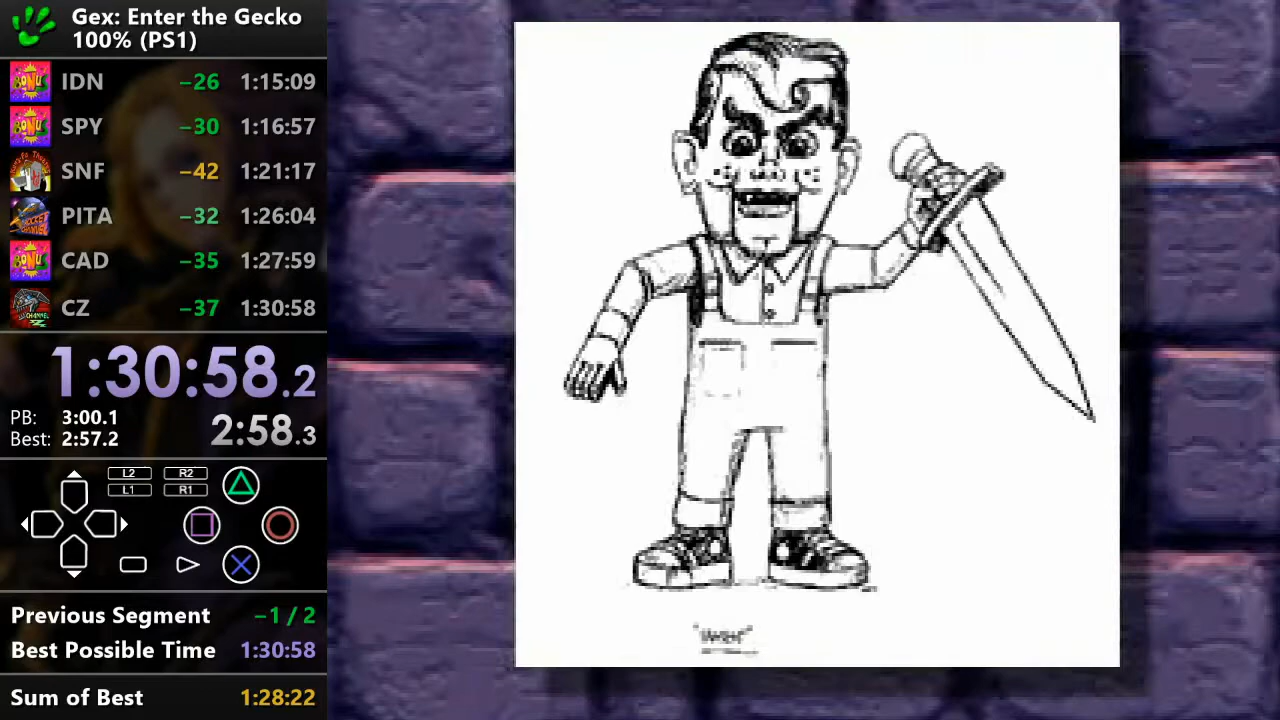 Gex: Enter the Gecko
100% (PS1)
IDN -26 1:15:09
SPY -30 1:16:57
SNF -42 1:21:17
PITA -32 1:26:04
CAD -35 1:27:59
CZ -37 1:30:58
1:30:58.2
PB: 3:00.1
Best: 2:57.2
2:58.3
L2 R2
L1 R1
Previous Segment -1 / 2
Best Possible Time 1:30:58
Sum of Best 1:28:22